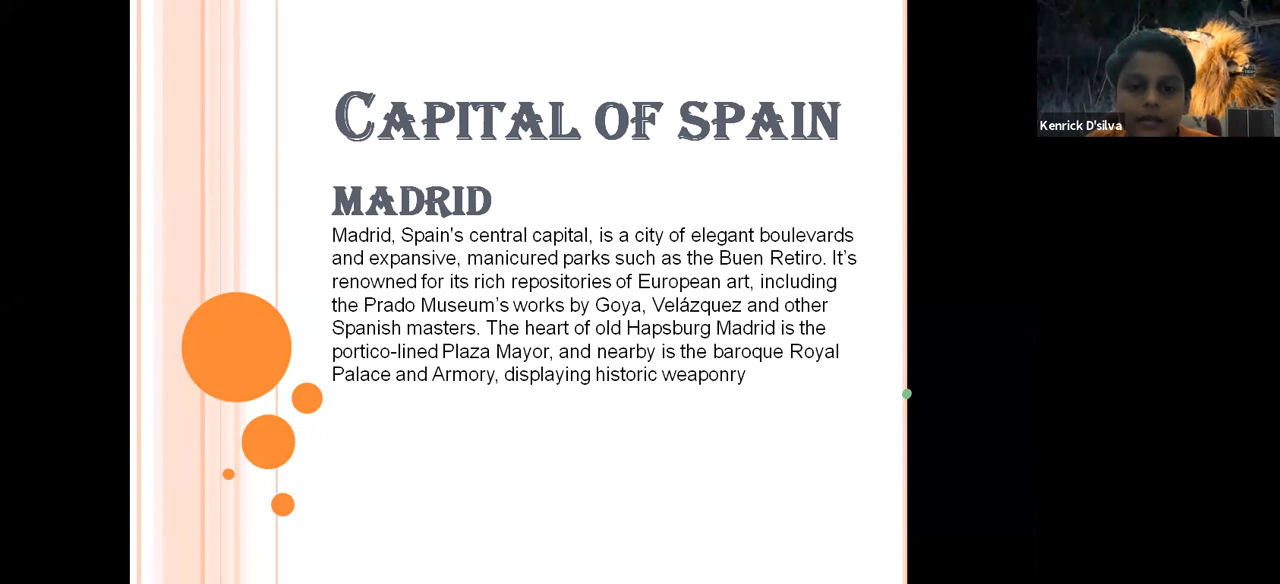 CAPITAL OF SPAIN
MADRID
Madrid, Spain's central capital, is a city of elegant boulevards
and expansive, manicured parks such as the Buen Retiro. It’s
renowned for its rich repositories of European art, including
the Prado Museum’s works by Goya, Velázquez and other
Spanish masters. The heart of old Hapsburg Madrid is the
portico-lined Plaza Mayor, and nearby is the baroque Royal
Palace and Armory, displaying historic weaponry
Kenrick D'silva